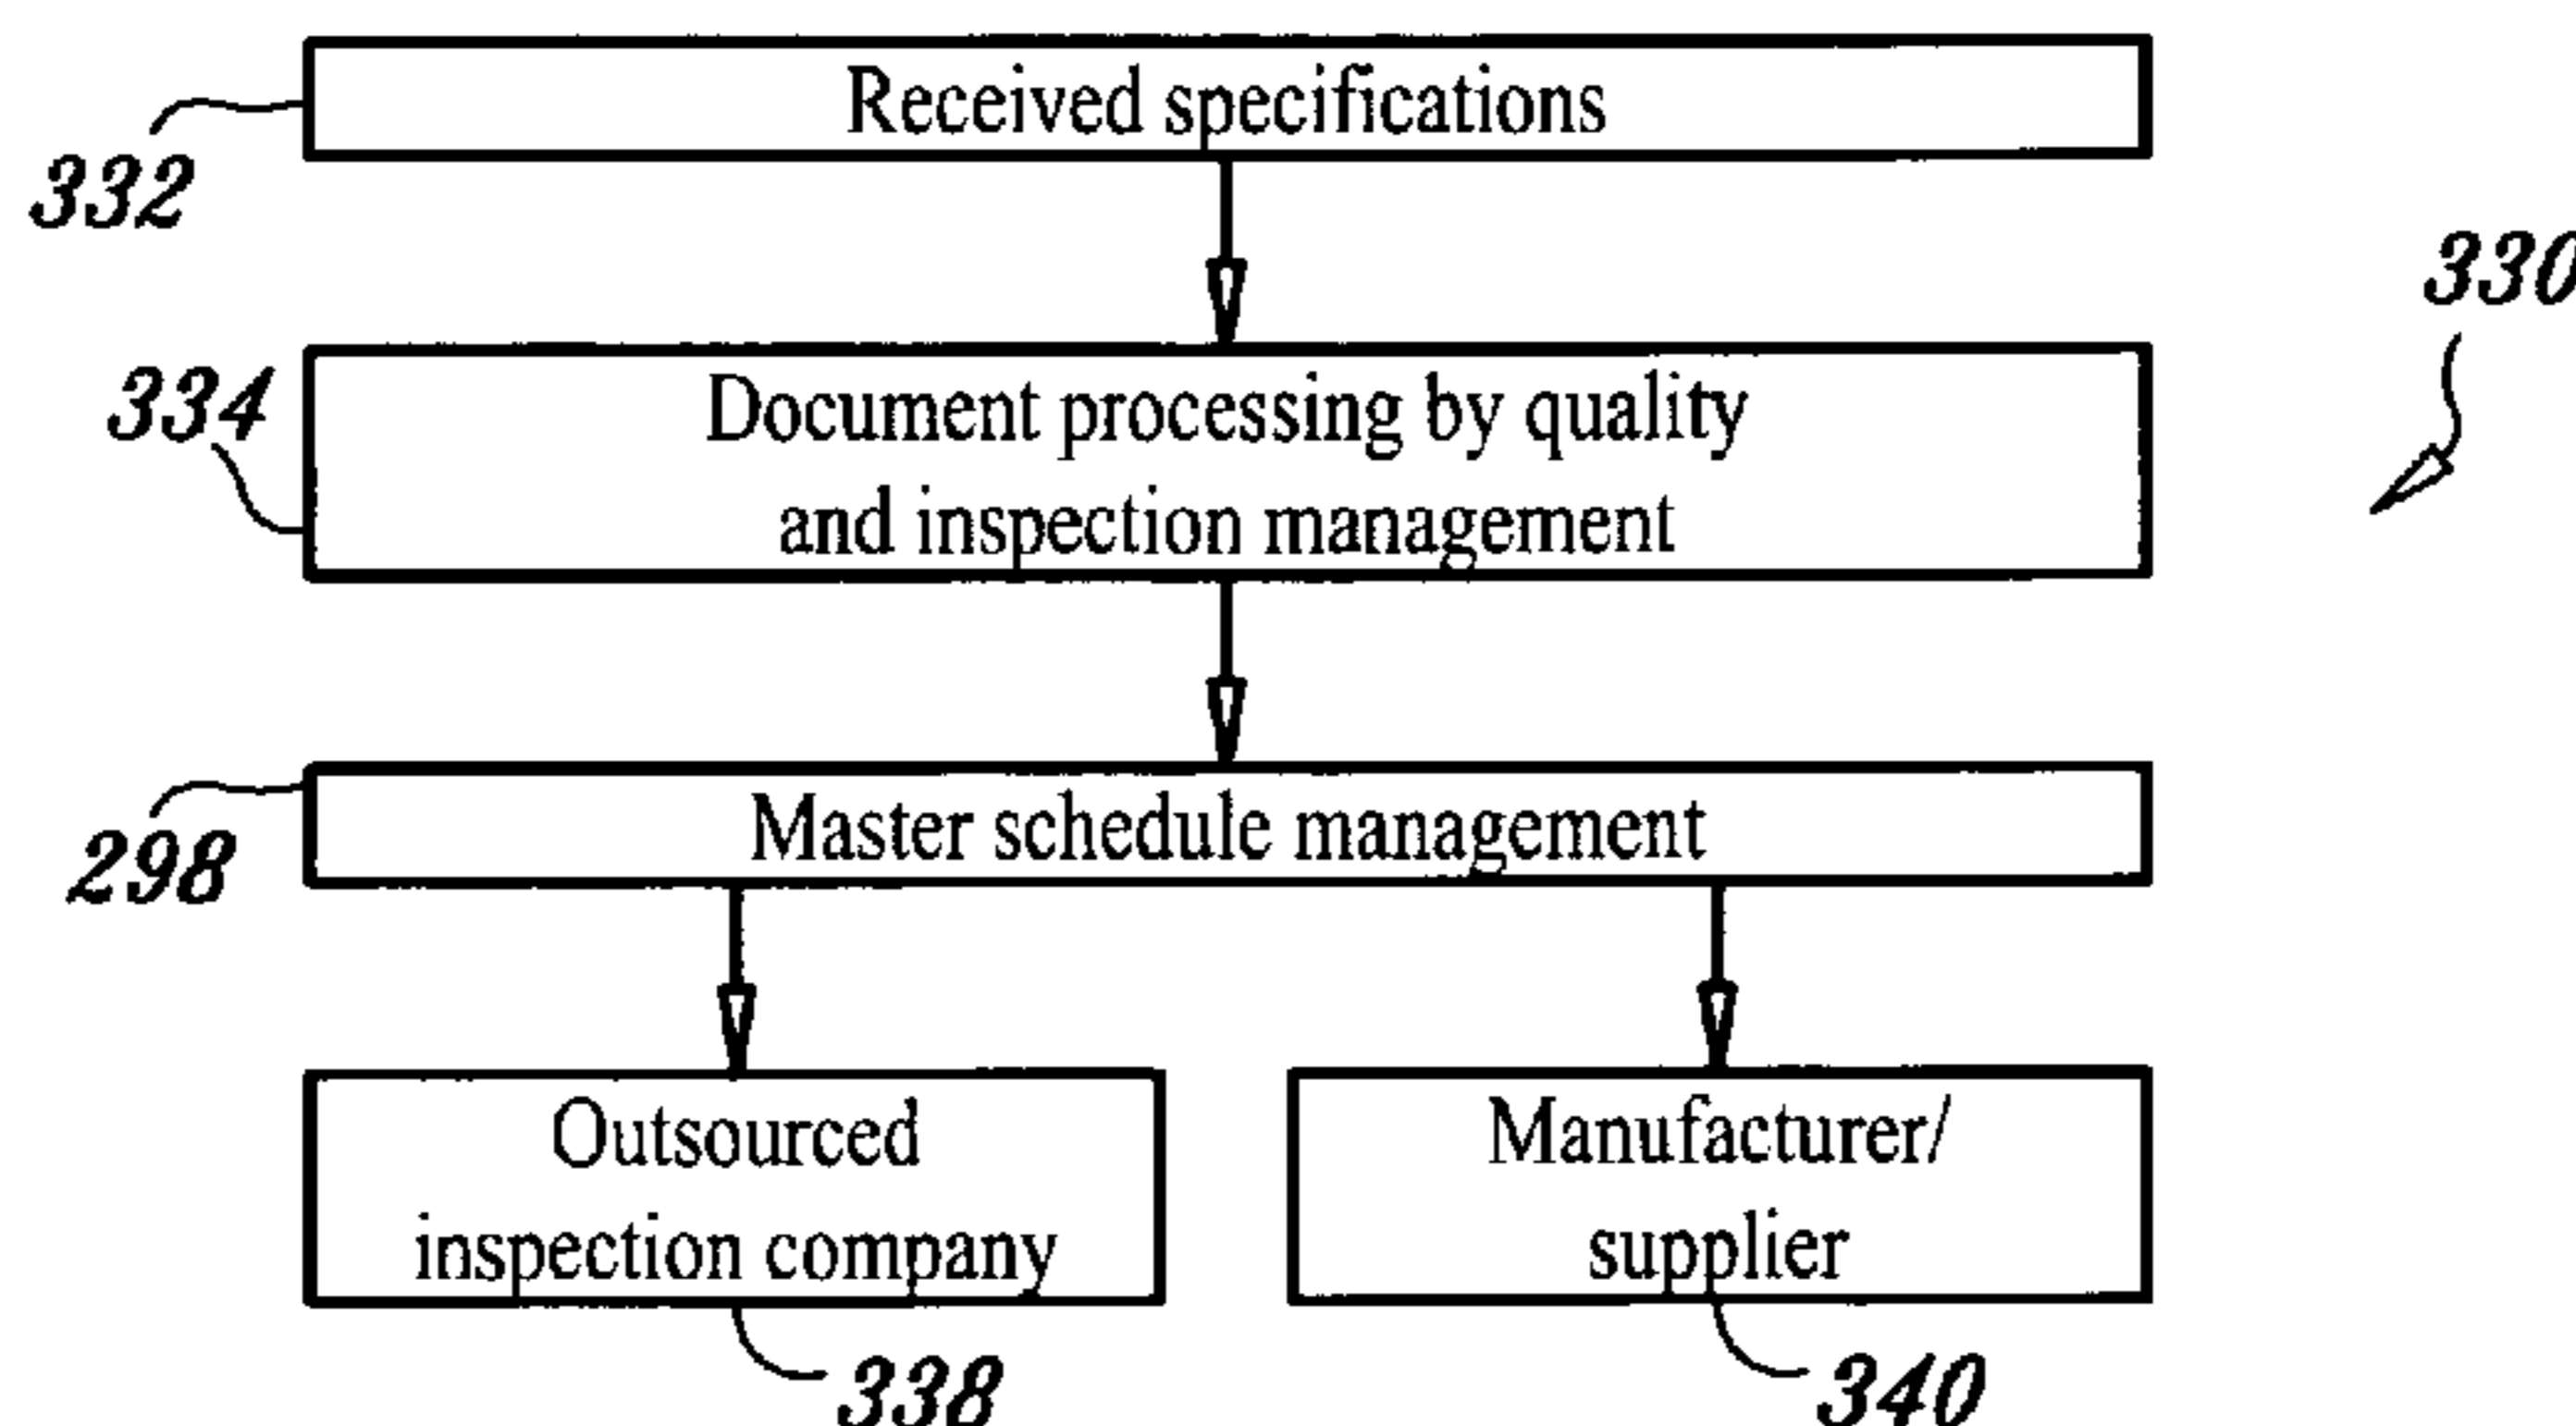 Received specifications
332
330
334
Document processing by quality
and inspection management
Master schedule management
298
Outsourced
inspection company
Manufacturer/
supplier
338
340